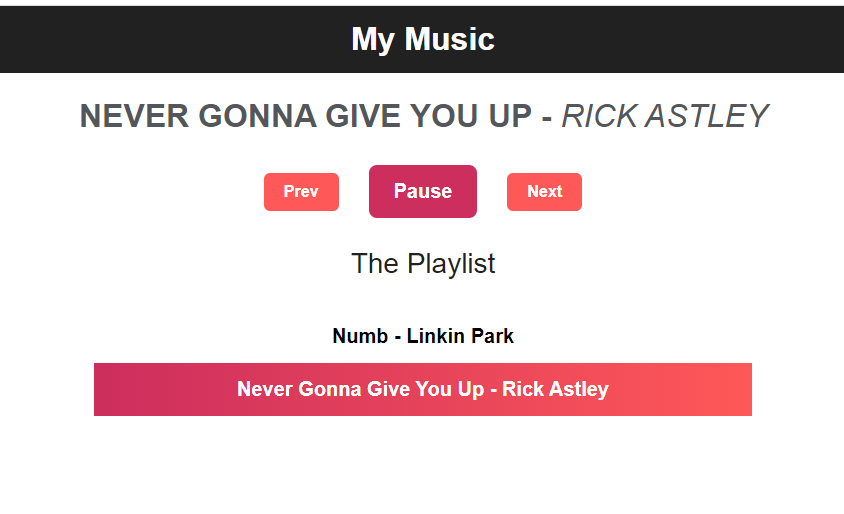 My Music
NEVER GONNA GIVE YOU UP - RICK ASTLEY
Prev Pause Next
The Playlist
Numb - Linkin Park
Never Gonna Give You Up - Rick Astley